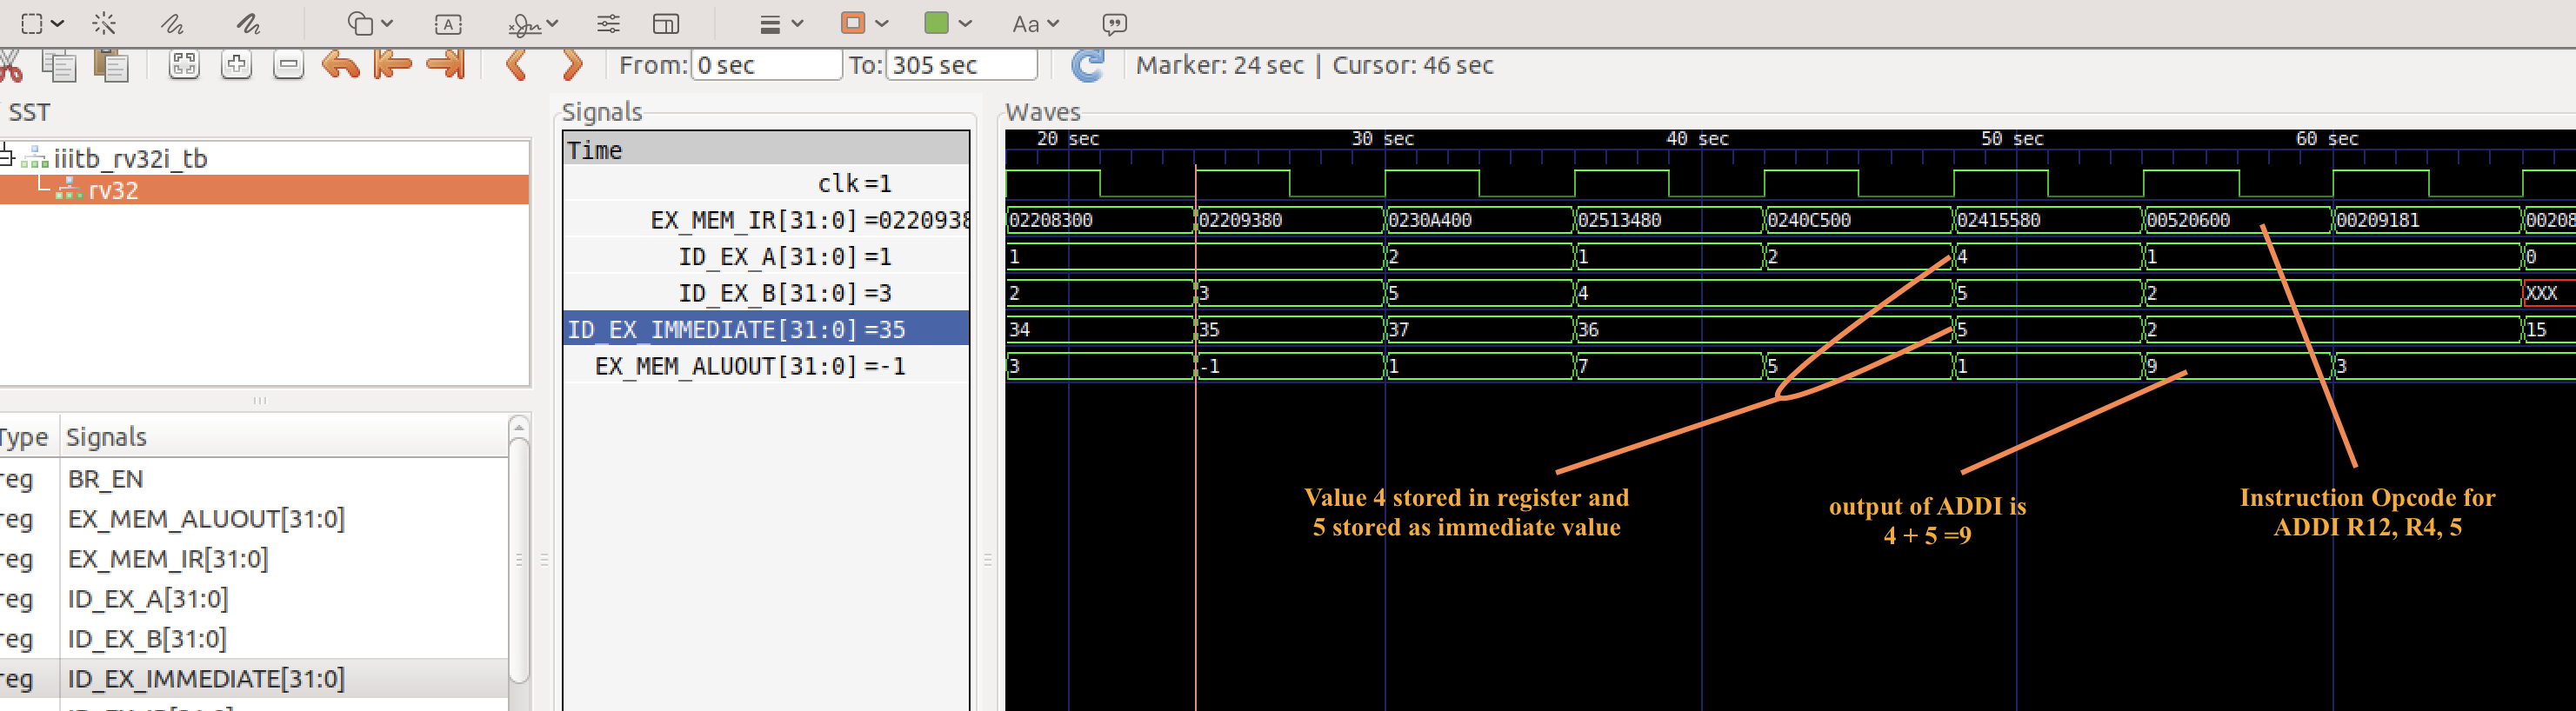 Aa
From: 0 sec To: 305 sec Marker: 24 sec | Cursor: 46 sec
SST
iiitb_rv32i_tb
rv32
Type Signals
reg BR_EN
reg EX_MEM_ALUOUT[31:0]
reg EX_MEM_IR[31:0]
reg ID_EX_A[31:0]
reg ID_EX_B[31:0]
reg ID_EX_IMMEDIATE[31:0]
Signals
Time
clk =1
EX_MEM_IR[31:0] =0220938
ID_EX_A[31:0] =1
ID_EX_B[31:0] =3
ID_EX_IMMEDIATE[31:0] =35
EX_MEM_ALUOUT[31:0] =-1
Waves
20 sec 30 sec 40 sec 50 sec 60 sec
02208300 02209380 0230A400 02513480 0240C500 02415580 00520600 00209181 00208
1 2 1 2 4 1 0
2 3 5 4 5 2 XXX
34 35 37 36 5 2 15
3 -1 1 7 5 1 9 3
Value 4 stored in register and
5 stored as immediate value
output of ADDI is
4 + 5 =9
Instruction Opcode for
ADDI R12, R4, 5